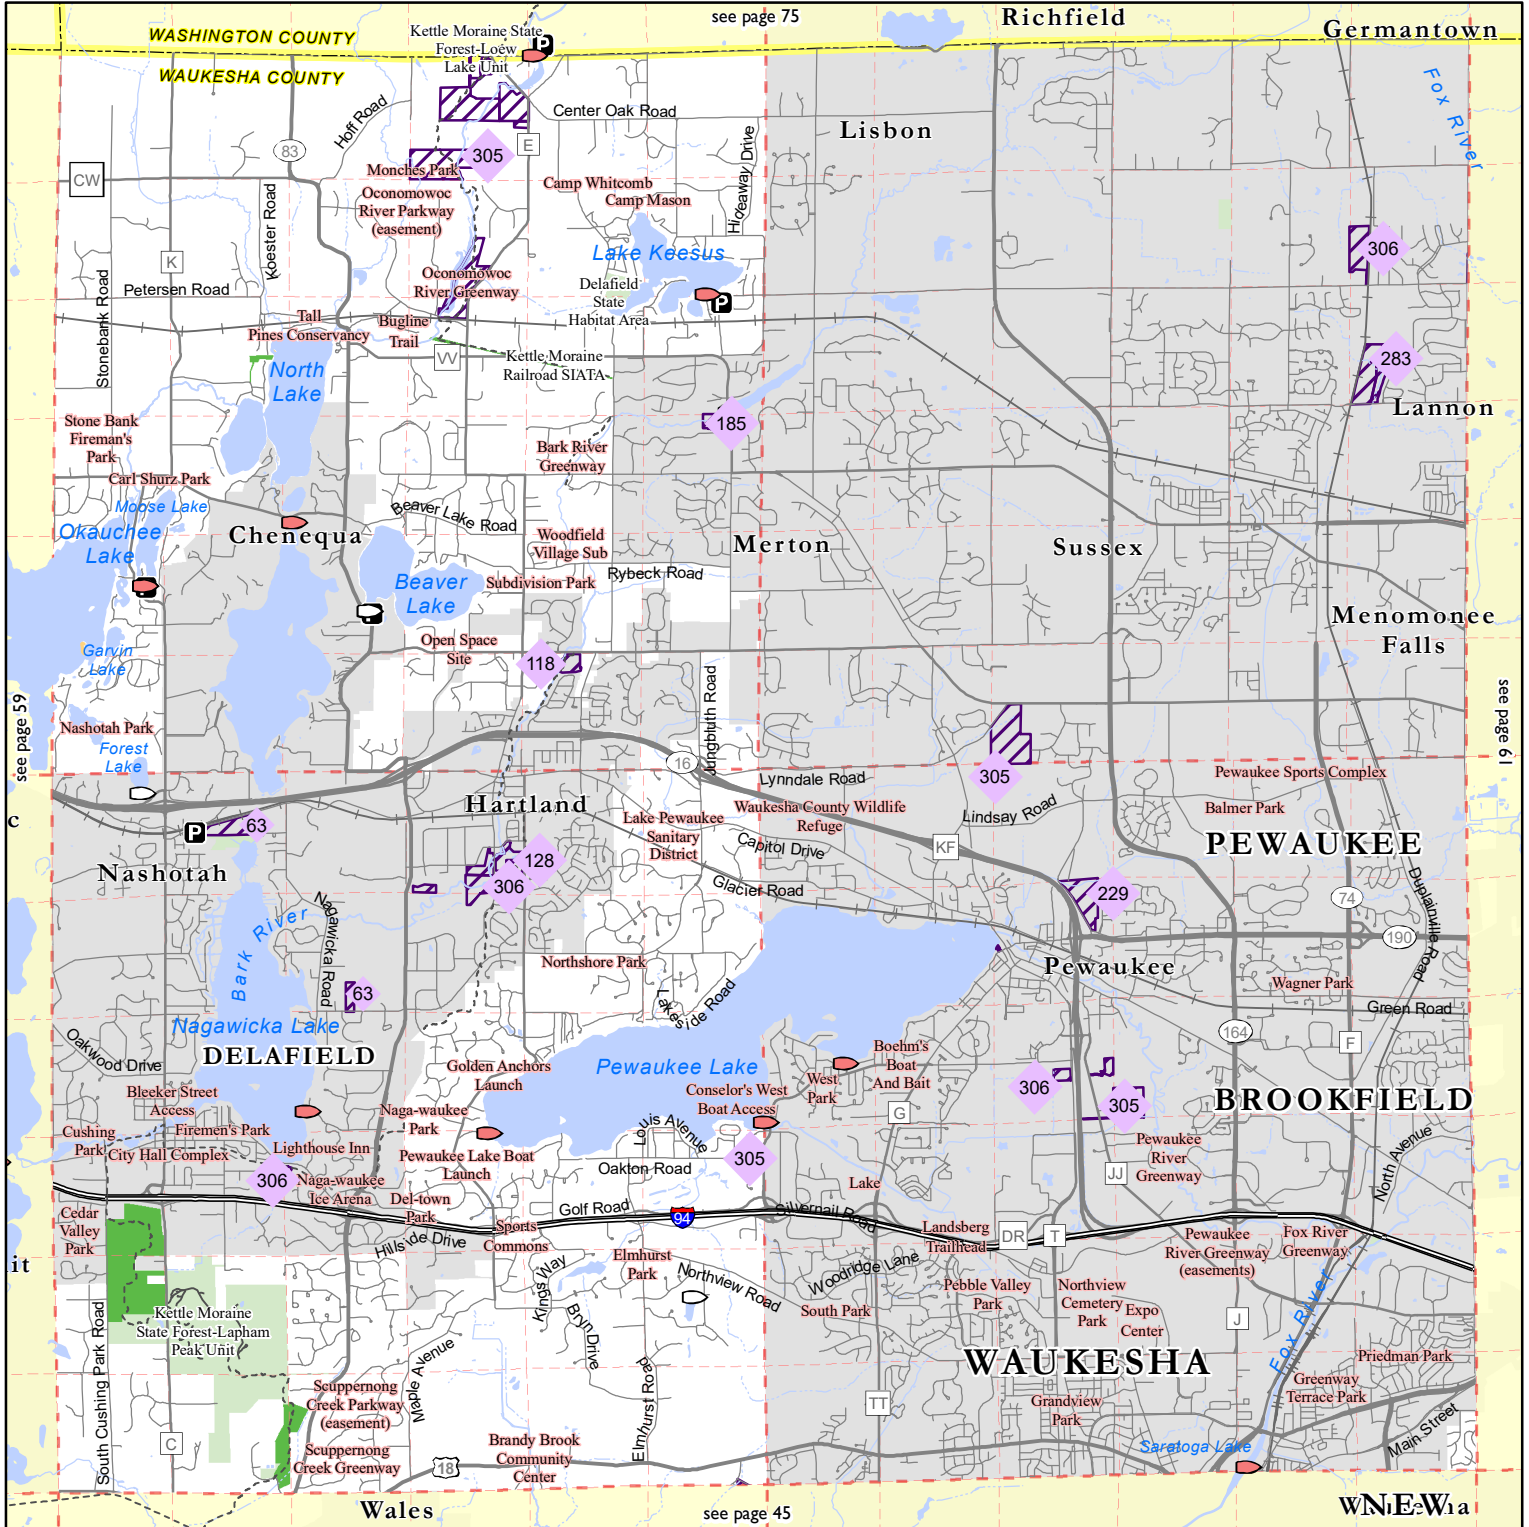 see page 75
Richfield
Germantown
WASHINGTON COUNTY
WAUKESHA COUNTY
Kettle Moraine State
Forest-Loew
Lake Unit
P
Fox River
Hoff Road
Center Oak Road
Lisbon
83
E
305
CW
Monches Park
Hideaway Drive
Camp Whitcomb
Camp Mason
Oconomowoc
River Parkway
(easement)
Koester Road
K
Lake Keesus
306
Stonebank Road
Petersen Road
Oconomowoc
River Greenway
Delafield
State
Habitat Area
P
Tall
Pines Conservancy
Bugline
Trail
VV
Kettle Moraine
Railroad SIATA
North
Lake
283
Lannon
185
Stone Bank
Fireman's
Park
Bark River
Greenway
Carl Shurz Park
Moose Lake
Okauchee
Lake
Chenequa
Beaver Lake Road
Woodfield
Village Sub
Merton
Sussex
Beaver
Lake
Subdivision Park
Rybeck Road
Menomonee
Falls
Garvin
Lake
Open Space
Site
118
see page 59
Jungbluth Road
see page 61
Nashotah Park
Forest
Lake
16
305
Lynndale Road
Pewaukee Sports Complex
Hartland
Waukesha County Wildlife
Refuge
Lindsay Road
Balmer Park
c
P
63
Lake Pewaukee
Sanitary
District
Capitol Drive
KF
PEWAUKEE
Nashotah
128
306
Glacier Road
229
74
Duplainville Road
Nagawicka Road
Bark River
190
Northshore Park
Pewaukee
63
Lakeside Road
Wagner Park
Green Road
Nagawicka Lake
164
F
Oakwood Drive
DELAFIELD
Golden Anchors
Launch
Pewaukee Lake
Boehm's
Boat
And Bait
Bleeker Street
Access
Conselor's West
Boat Access
West
Park
306
305
BROOKFIELD
Naga-waukee
Park
G
Cushing
Park
Firemen's Park
City Hall Complex
Lighthouse Inn
Louis Avenue
Pewaukee
River
Greenway
North Avenue
Pewaukee Lake Boat
Launch
Oakton Road
305
JJ
306
Naga-waukee
Ice Arena
Lake
Del-town
Park
Golf Road
94
Silvernail Road
Cedar
Valley
Park
Sports
Commons
Landsberg
Trailhead
DR
T
Pewaukee
River Greenway
(easements)
Fox River
Greenway
Hillside Drive
it
Elmhurst
Park
Northview Road
Woodridge Lane
Kings Way
Pebble Valley
Park
Northview
Cemetery
Park
Expo
Center
Kettle Moraine
State Forest-Lapham
Peak Unit
South Park
Bryn Drive
J
Fox River
South Cushing Park Road
WAUKESHA
Priedman Park
Maple Avenue
Scuppernong
Creek Parkway
(easement)
Elmhurst Road
TT
Grandview
Park
Greenway
Terrace Park
C
Scuppernong
Creek Greenway
18
Brandy Brook
Community
Center
Saratoga Lake
Main Street
Wales
see page 45
NEW